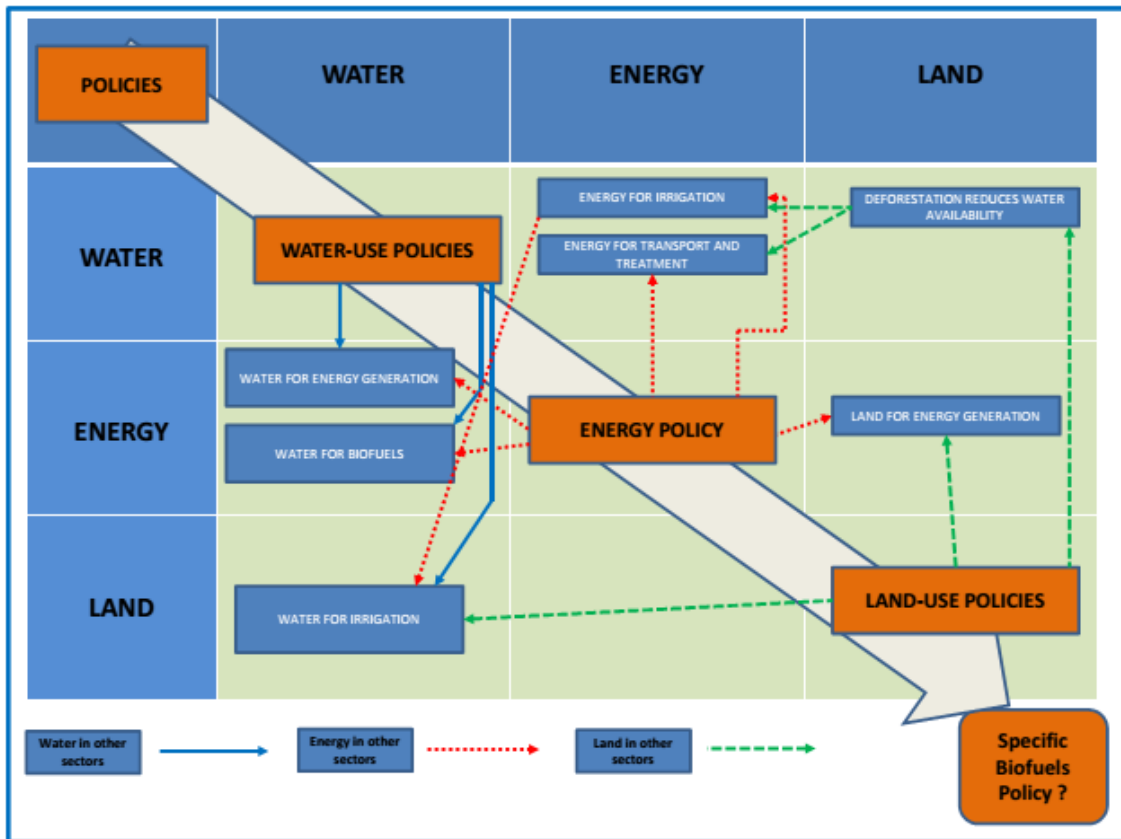 POLICIES
WATER
ENERGY
LAND
WATER
WATER-USE POLICIES
ENERGY FOR IRRIGATION
ENERGY FOR TRANSPORT AND
TREATMENT
DEFORESTATION REDUCES WATER
AVAILABILITY
ENERGY
WATER FOR ENERGY GENERATION
WATER FOR BIOFUELS
ENERGY POLICY
LAND FOR ENERGY GENERATION
LAND
WATER FOR IRRIGATION
LAND-USE POLICIES
Water in other
sectors
Energy in other
sectors
Land in other
sectors
Specific
Biofuels
Policy ?